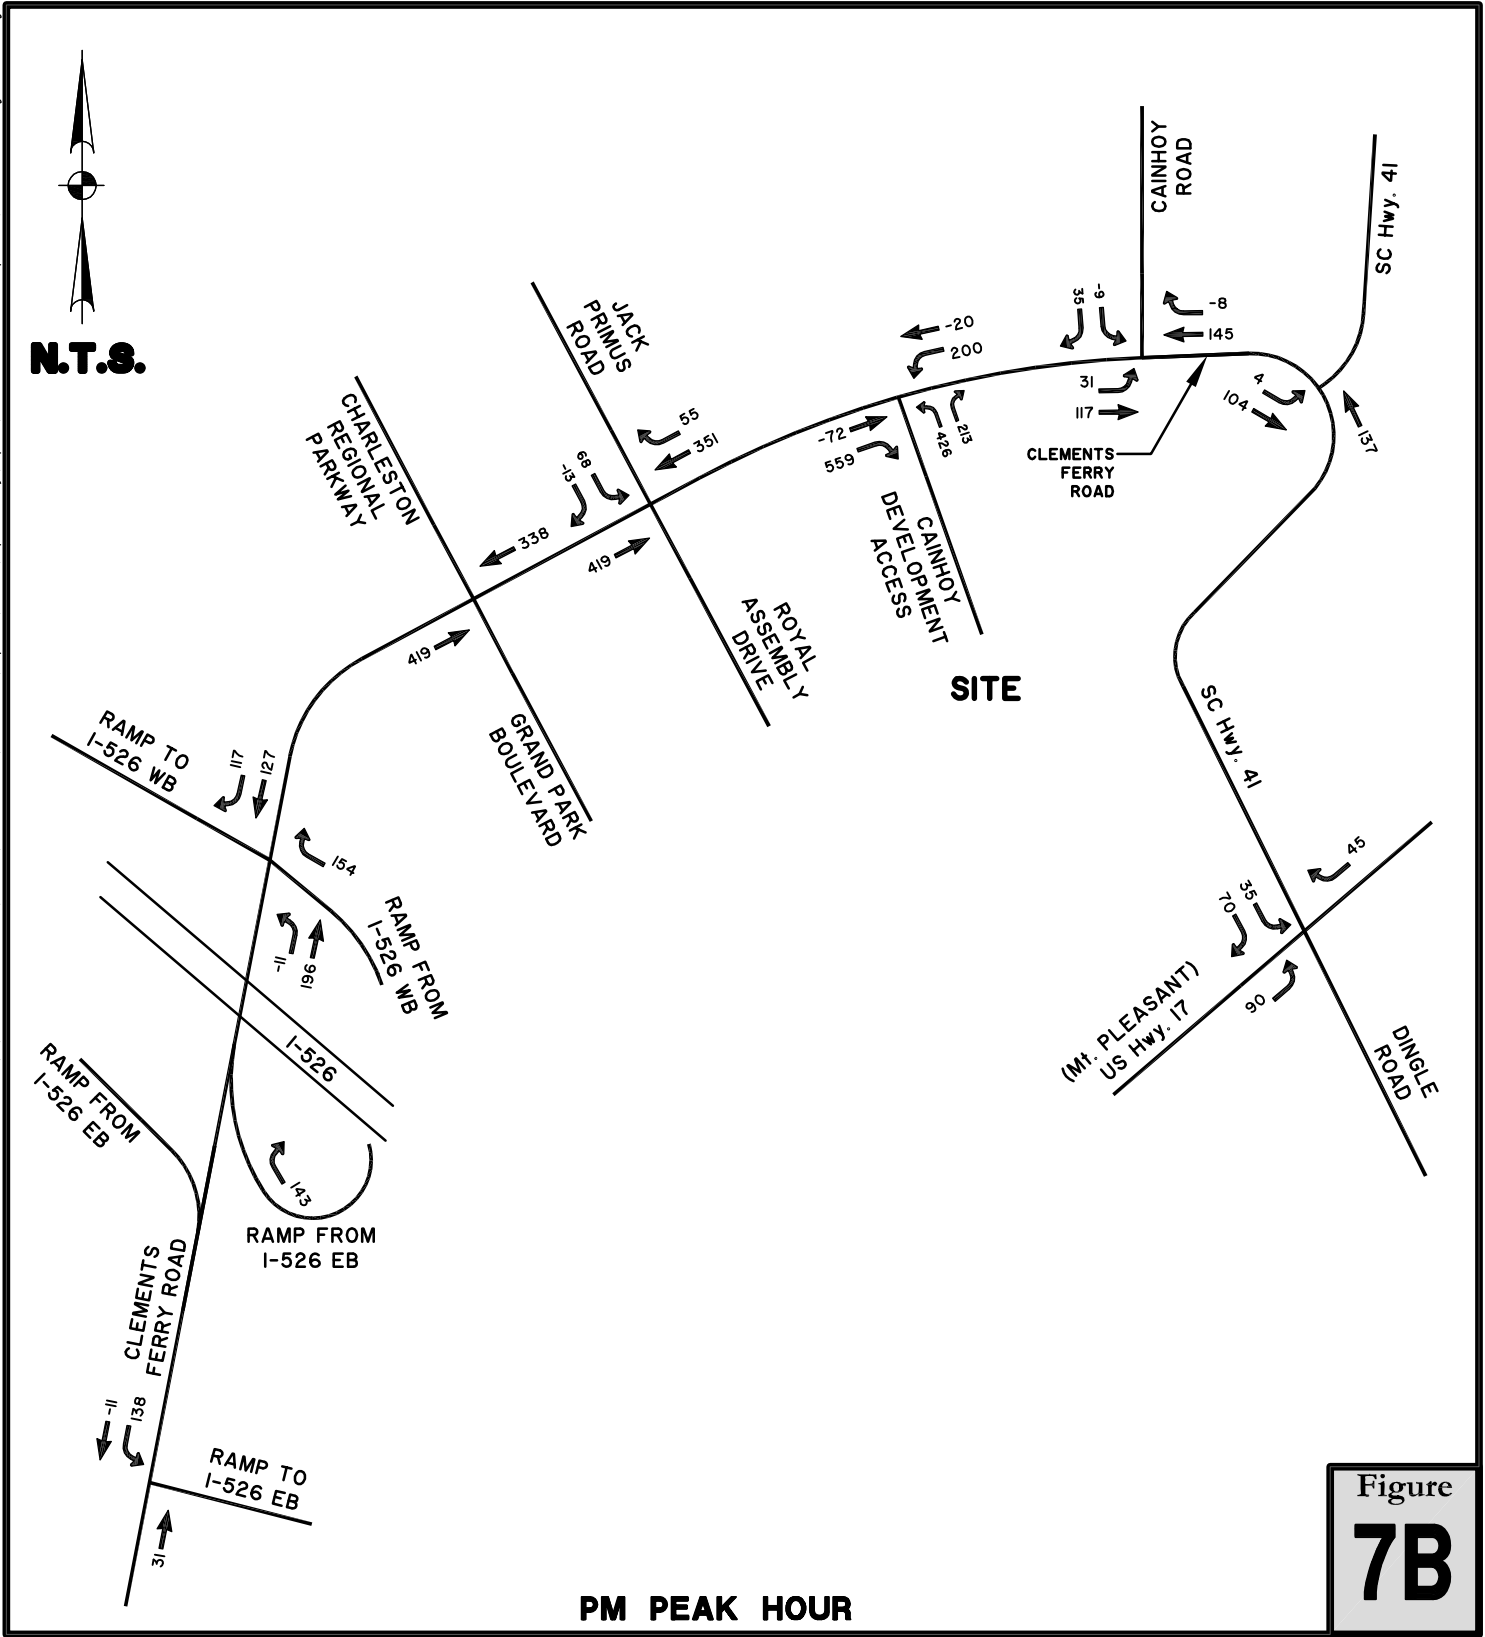 N.T.S.
CAINHOY
ROAD
SC Hwy. 41
JACK
PRIMUS
ROAD
CHARLESTON
REGIONAL
PARKWAY
35
-9
-8
145
31
117
4
104
137
CLEMENTS
FERRY
ROAD
-20
200
-72
559
426
213
55
351
-13
68
338
419
419
CAINHOY
DEVELOPMENT
ACCESS
SITE
ROYAL
ASSEMBLY
DRIVE
GRAND PARK
BOULEVARD
RAMP TO
I-526 WB
117
127
154
-11
196
RAMP FROM
I-526 WB
I-526
RAMP FROM
I-526 EB
143
RAMP FROM
I-526 EB
CLEMENTS
FERRY ROAD
-11
138
RAMP TO
I-526 EB
31
SC Hwy. 41
45
70
35
90
(Mt. PLEASANT)
US Hwy. 17
DINGLE
ROAD
PM PEAK HOUR
Figure
7B